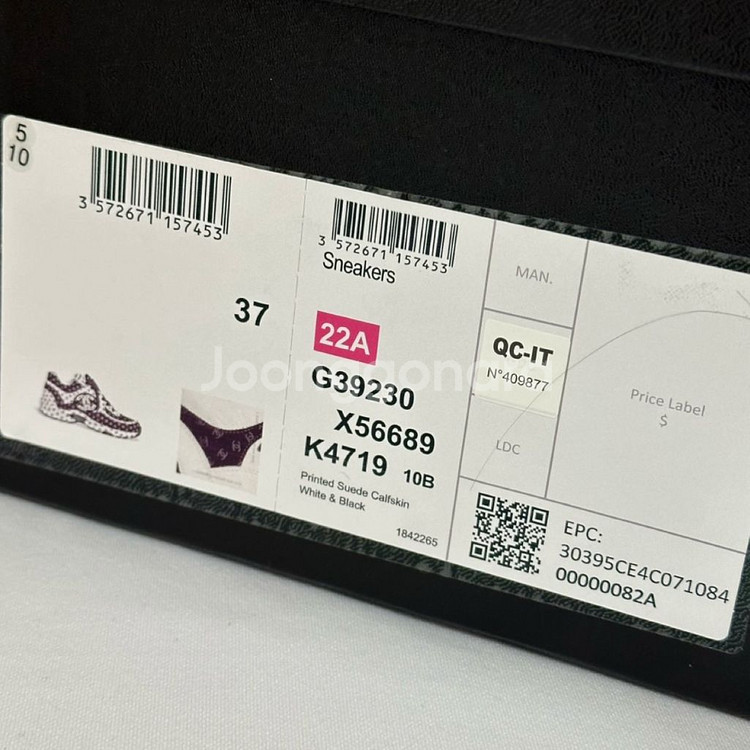 5
10
3 572671 157453
37
3 572671 157453
Sneakers
22A
G39230
X56689
K4719 10B
Printed Suede Calfskin
White & Black
1842265
MAN.
QC-IT
N°409877
LDC
Price Label
$
EPC:
30395CE4C071084
00000082A
Joongonara